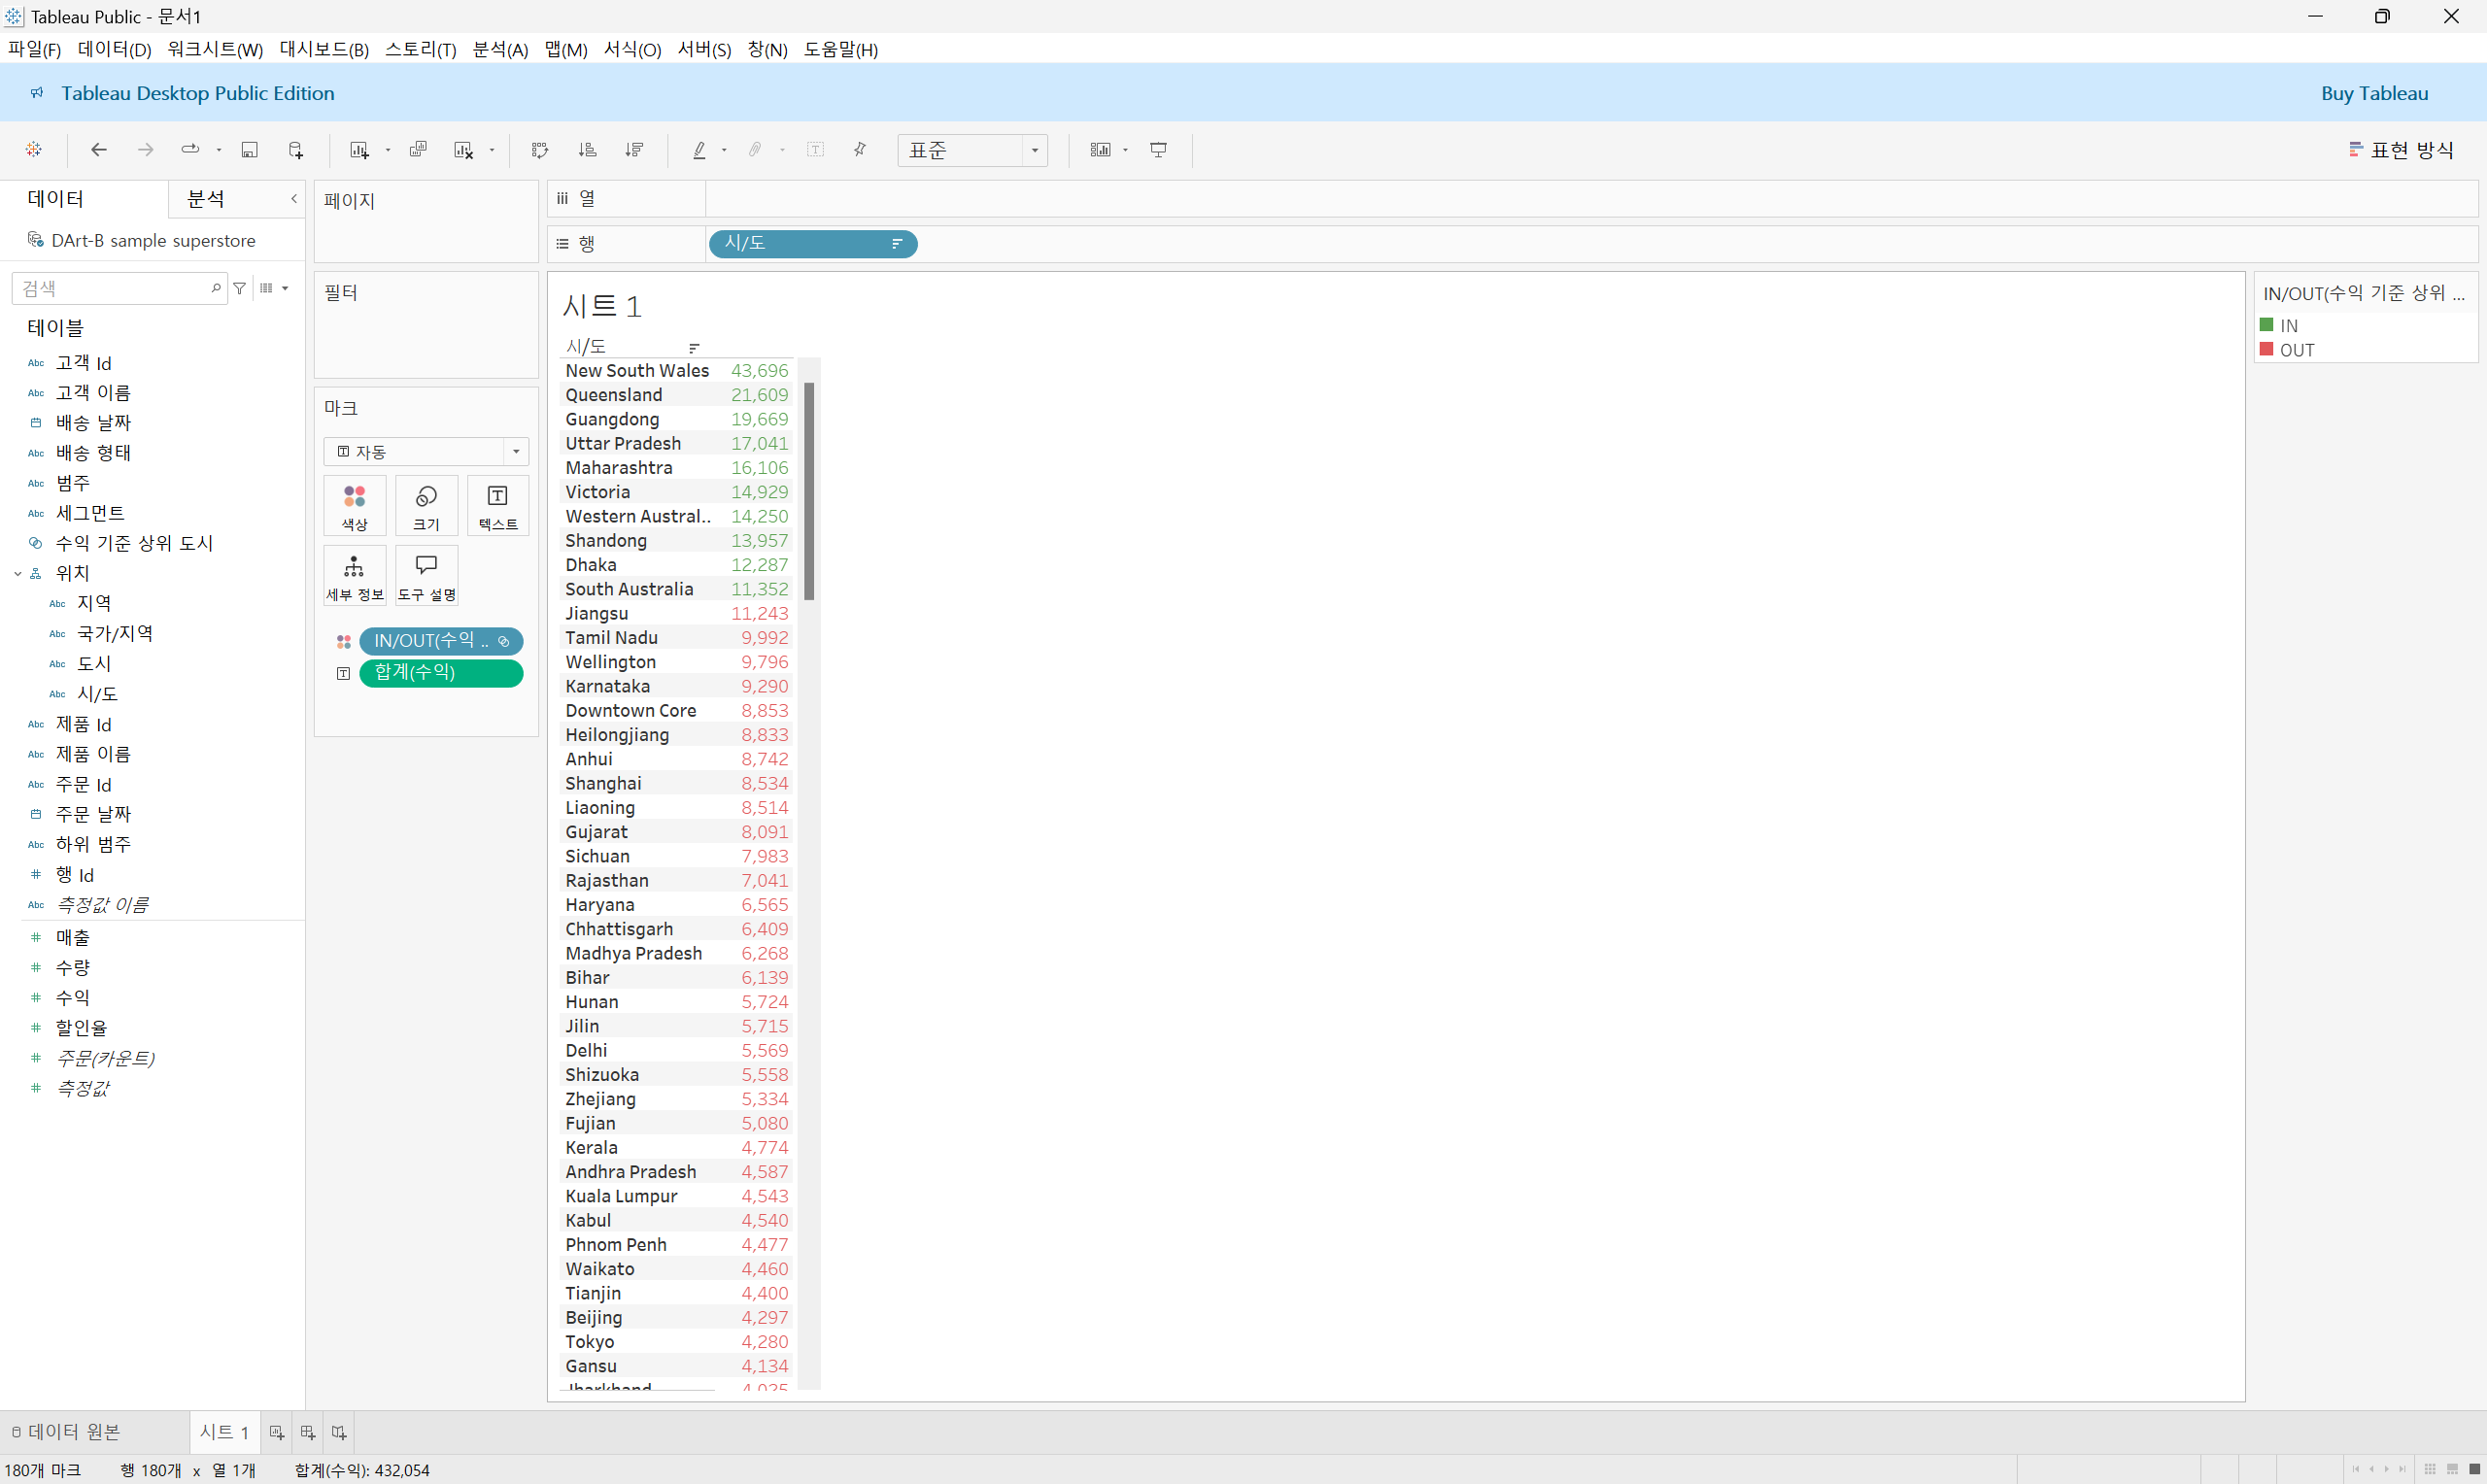 Tableau Public - 문서1
파일(F) 데이터(D) 워크시트(W) 대시보드(B) 스토리(T) 분석(A) 맵(M) 서식(O) 서버(S) 창(N) 도움말(H)
Tableau Desktop Public Edition Buy Tableau
표준 표현 방식
데이터 분석
DArt-B sample superstore
검색
테이블
Abc 고객 Id
Abc 고객 이름
배송 날짜
Abc 배송 형태
Abc 범주
Abc 세그먼트
수익 기준 상위 도시
위치
Abc 지역
Abc 국가/지역
Abc 도시
Abc 시/도
Abc 제품 Id
Abc 제품 이름
Abc 주문 Id
주문 날짜
Abc 하위 범주
# 행 Id
Abc 측정값 이름
# 매출
# 수량
# 수익
# 할인율
# 주문(카운트)
# 측정값
페이지
필터
마크
자동
색상 크기 텍스트
세부 정보 도구 설명
IN/OUT(수익 ..
합계(수익)
열
행 시/도
시트 1
시/도
New South Wales 43,696
Queensland 21,609
Guangdong 19,669
Uttar Pradesh 17,041
Maharashtra 16,106
Victoria 14,929
Western Austral.. 14,250
Shandong 13,957
Dhaka 12,287
South Australia 11,352
Jiangsu 11,243
Tamil Nadu 9,992
Wellington 9,796
Karnataka 9,290
Downtown Core 8,853
Heilongjiang 8,833
Anhui 8,742
Shanghai 8,534
Liaoning 8,514
Gujarat 8,091
Sichuan 7,983
Rajasthan 7,041
Haryana 6,565
Chhattisgarh 6,409
Madhya Pradesh 6,268
Bihar 6,139
Hunan 5,724
Jilin 5,715
Delhi 5,569
Shizuoka 5,558
Zhejiang 5,334
Fujian 5,080
Kerala 4,774
Andhra Pradesh 4,587
Kuala Lumpur 4,543
Kabul 4,540
Phnom Penh 4,477
Waikato 4,460
Tianjin 4,400
Beijing 4,297
Tokyo 4,280
Gansu 4,134
Jharkhand 4,025
IN/OUT(수익 기준 상위 ...
IN
OUT
데이터 원본 시트 1
180개 마크 행 180개 x 열 1개 합계(수익): 432,054